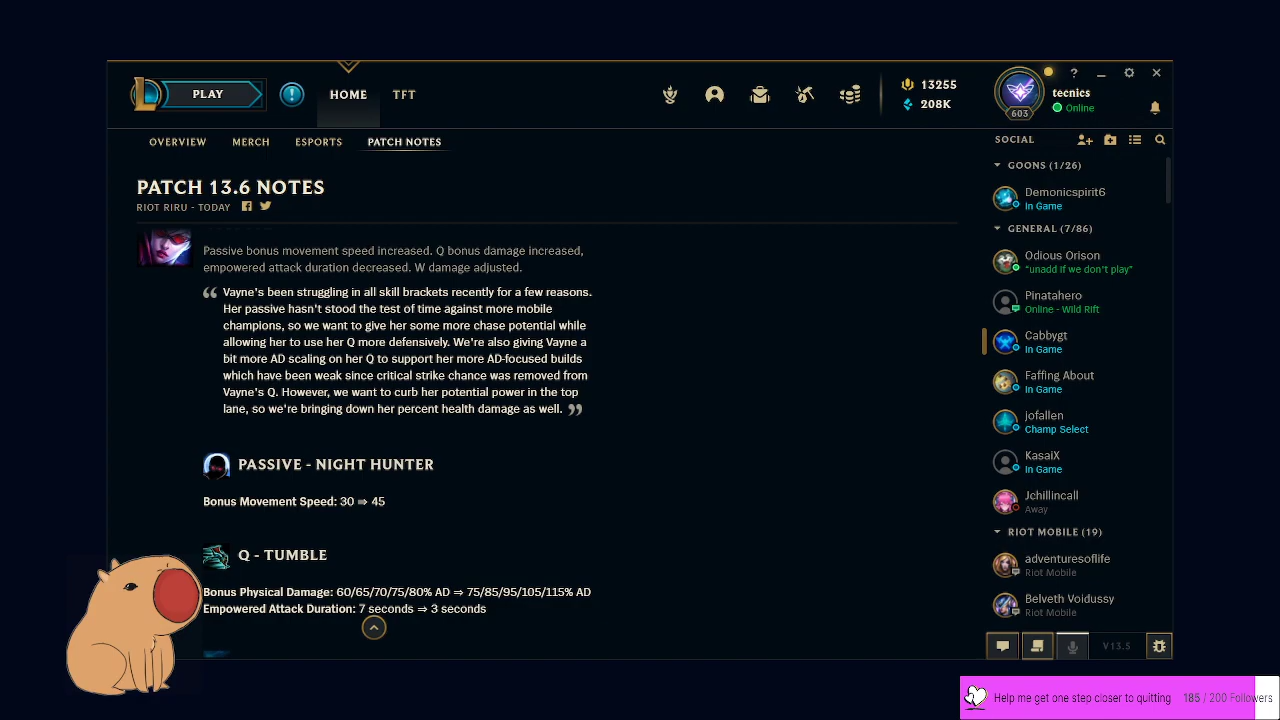 PLAY
HOME
TFT
13255
208K
603
tecnics
Online
OVERVIEW
MERCH
ESPORTS
PATCH NOTES
PATCH 13.6 NOTES
RIOT RIRU - TODAY
Passive bonus movement speed increased. Q bonus damage increased,
empowered attack duration decreased. W damage adjusted.
Vayne's been struggling in all skill brackets recently for a few reasons.
Her passive hasn't stood the test of time against more mobile
champions, so we want to give her some more chase potential while
allowing her to use her Q more defensively. We're also giving Vayne a
bit more AD scaling on her Q to support her more AD-focused builds
which have been weak since critical strike chance was removed from
Vayne's Q. However, we want to curb her potential power in the top
lane, so we're bringing down her percent health damage as well.
PASSIVE - NIGHT HUNTER
Bonus Movement Speed: 30 ⇒ 45
Q - TUMBLE
Bonus Physical Damage: 60/65/70/75/80% AD ⇒ 75/85/95/105/115% AD
Empowered Attack Duration: 7 seconds ⇒ 3 seconds
SOCIAL
GOONS (1/26)
Demonicspirit6
In Game
GENERAL (7/86)
Odious Orison
"unadd if we don't play"
Pinatahero
Online - Wild Rift
Cabbygt
In Game
Faffing About
In Game
jofallen
Champ Select
KasaiX
In Game
Jchillincall
Away
RIOT MOBILE (19)
adventuresoflife
Riot Mobile
Belveth Voidussy
Riot Mobile
V13.5
Help me get one step closer to quitting 185 / 200 Followers